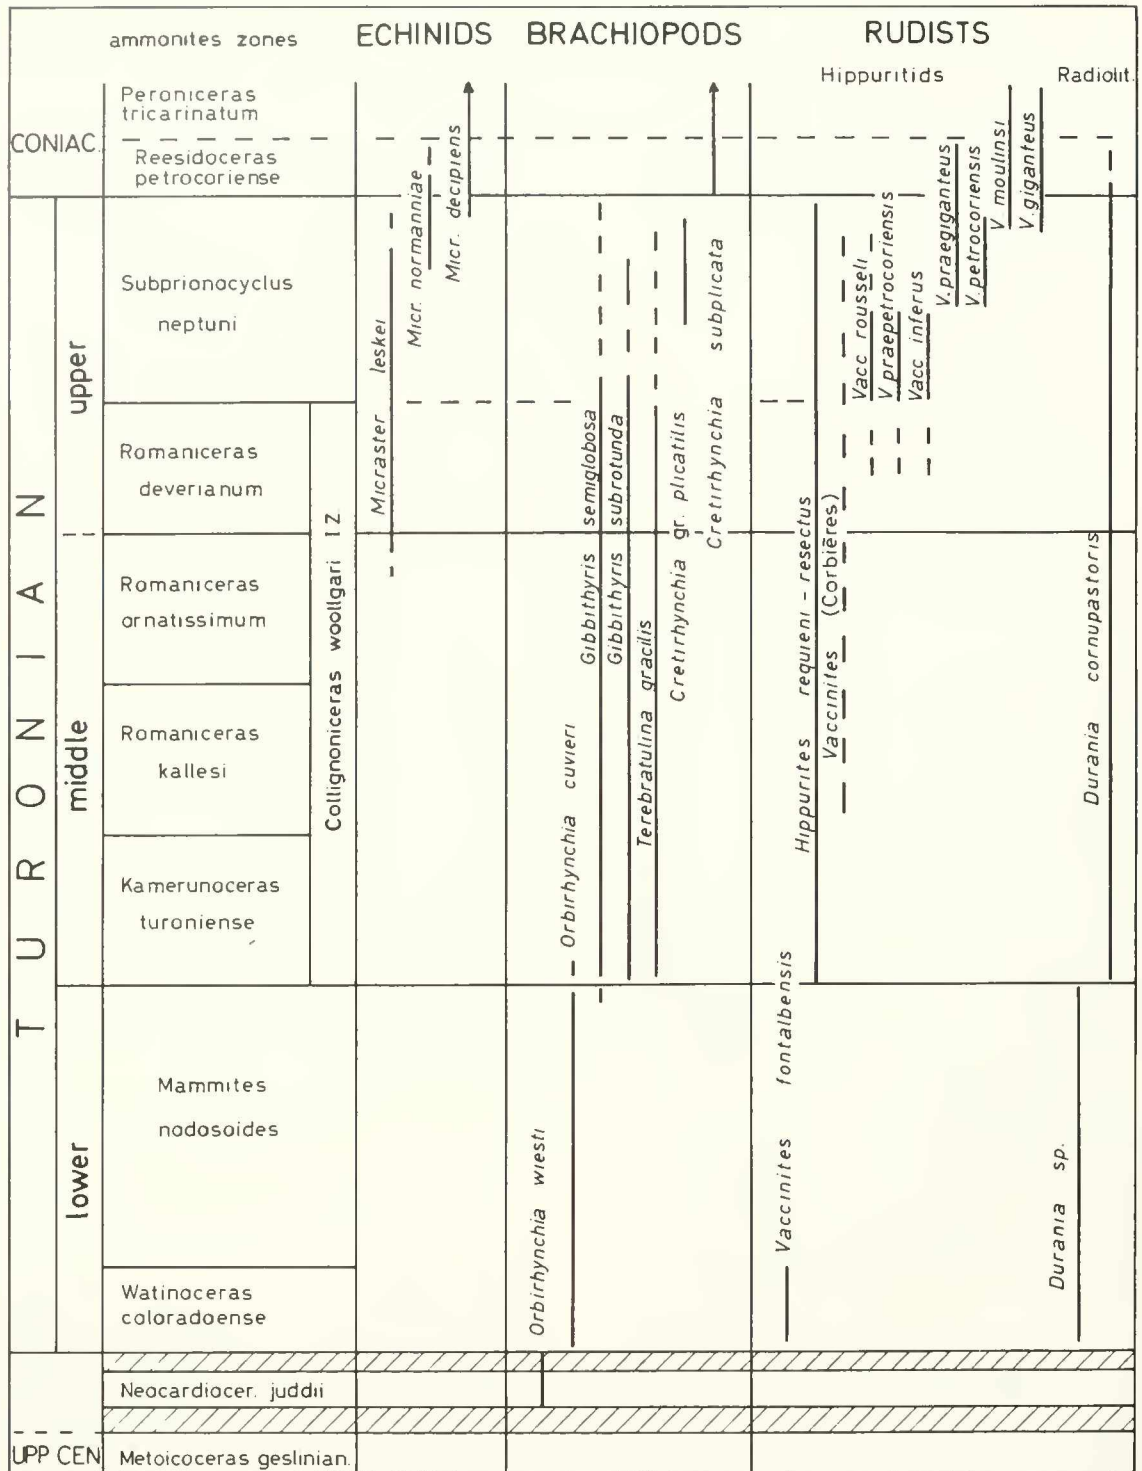 ammonites zones
ECHINIDS
BRACHIOPODS
RUDISTS
Hippuritids
Radiolit.
CONIAC.
Peroniceras
tricarinatum
Reesidoceras
petrocoriense
TURONIAN
upper
middle
lower
Subprionocyclus
neptuni
Romaniceras
deverianum
Romaniceras
ornatissimum
Romaniceras
kallesi
Kamerunoceras
turoniense
Collignoniceras woollgari I Z
Mammites
nodosoides
Watinoceras
coloradoense
Neocardiocer. juddii
UPP CEN
Metoicoceras geslinian.
Micraster leskei
Micr. normanniae
Micr. decipiens
Orbirhynchia wiesti
Orbirhynchia cuvieri
Gibbithyris semiglobosa
Gibbithyris subrotunda
Terebratulina gracilis
Cretirhynchia gr. plicatilis
Cretirhynchia subplicata
Vaccinites fontalbensis
Hippurites requieni - resectus
Vaccinites (Corbières)
Vacc rousseli
V. praepetrocoriensis
Vacc inferus
V. praegiganteus
V. petrocoriensis
V. moulinsi
V. giganteus
Durania sp.
Durania cornupastoris